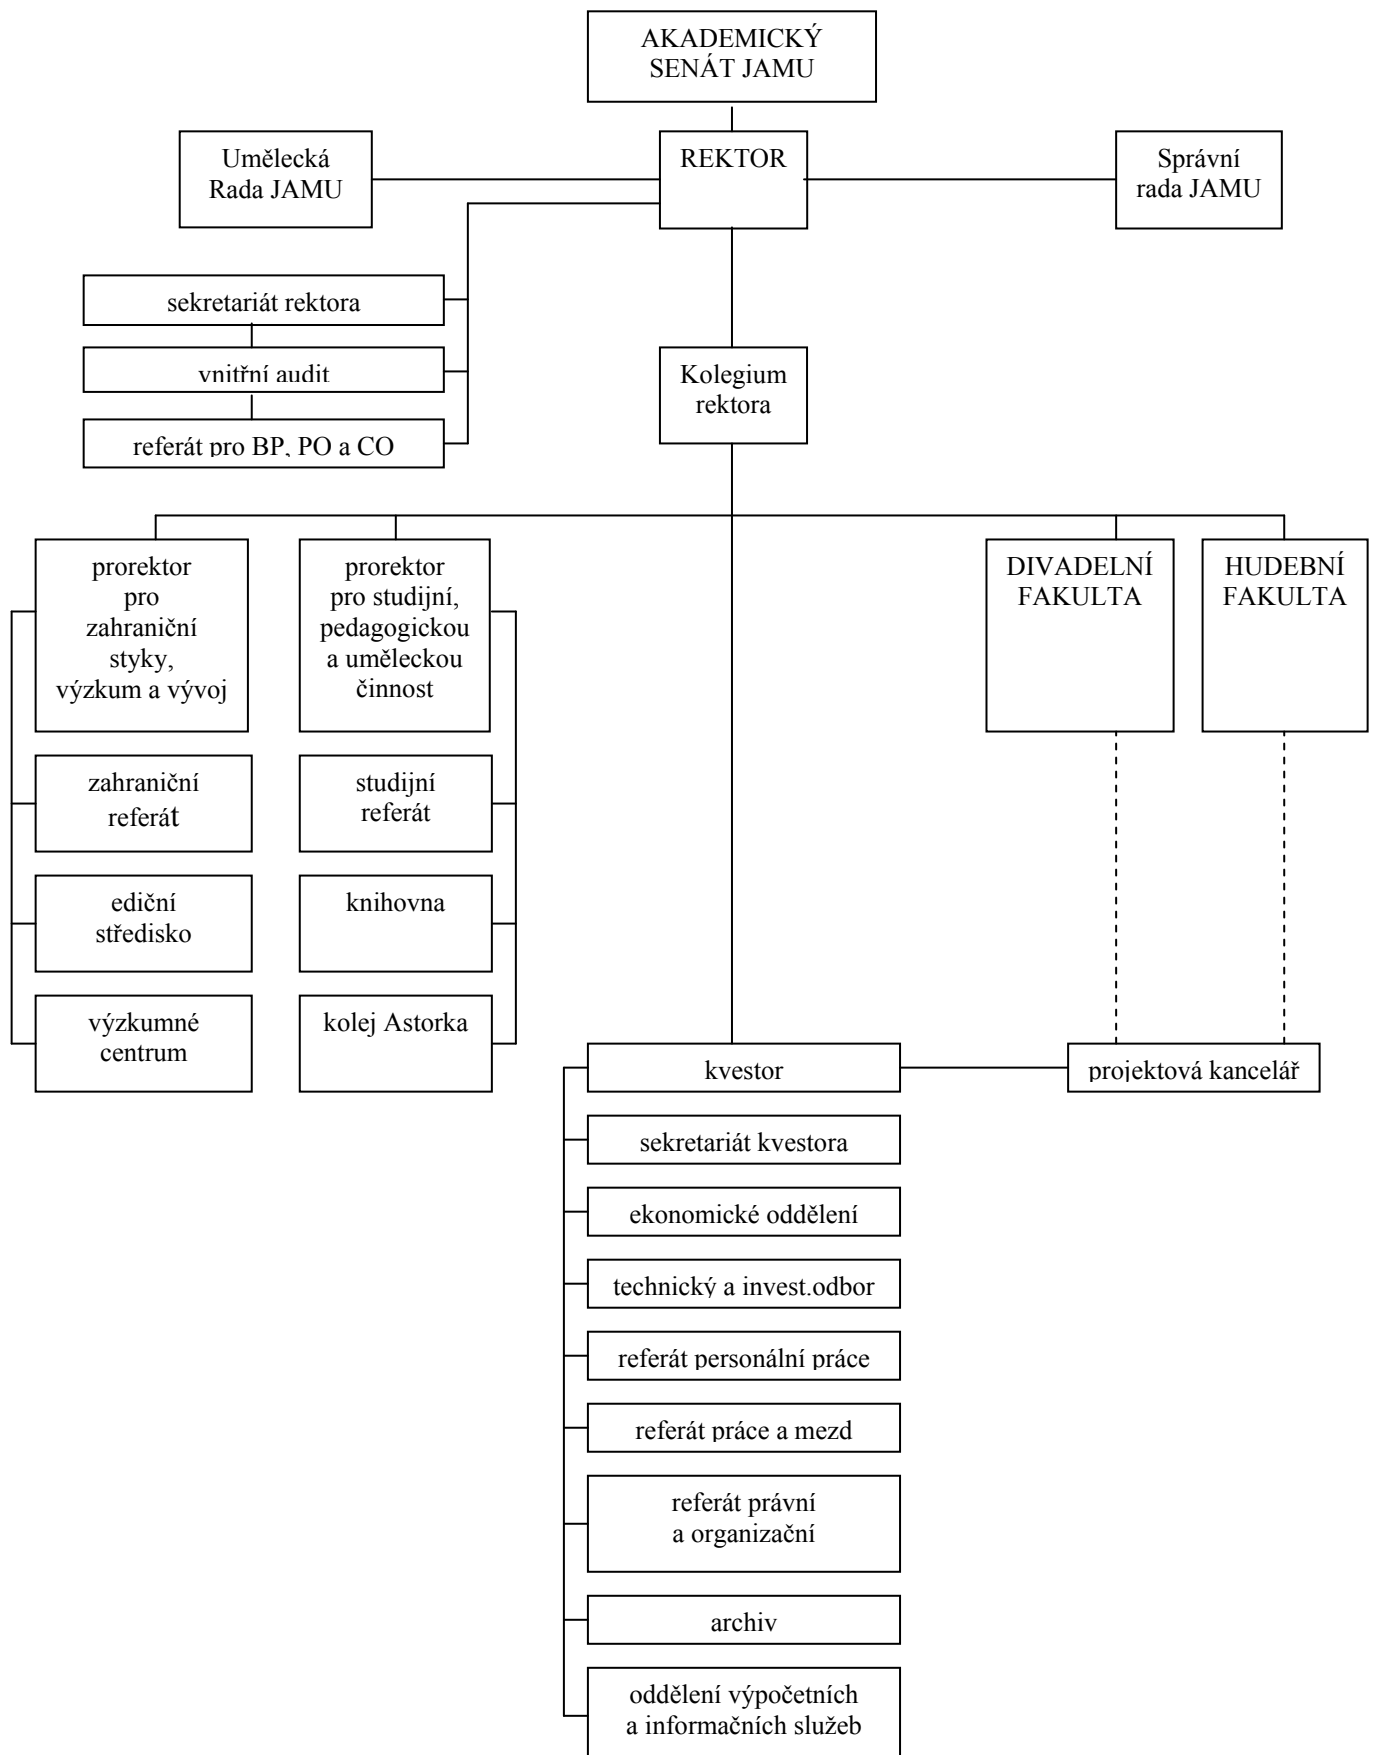 AKADEMICKÝ
SENÁT JAMU
Umělecká
Rada JAMU
REKTOR
Správní
rada JAMU
sekretariát rektora
vnitřní audit
referát pro BP, PO a CO
Kolegium
rektora
prorektor
pro
zahraniční
styky,
výzkum a vývoj
prorektor
pro studijní,
pedagogickou
a uměleckou
činnost
DIVADELNÍ
FAKULTA
HUDEBNÍ
FAKULTA
zahraniční
referát
studijní
referát
ediční
středisko
knihovna
výzkumné
centrum
kolej Astorka
kvestor
projektová kancelář
sekretariát kvestora
ekonomické oddělení
technický a invest.odbor
referát personální práce
referát práce a mezd
referát právní
a organizační
archiv
oddělení výpočetních
a informačních služeb